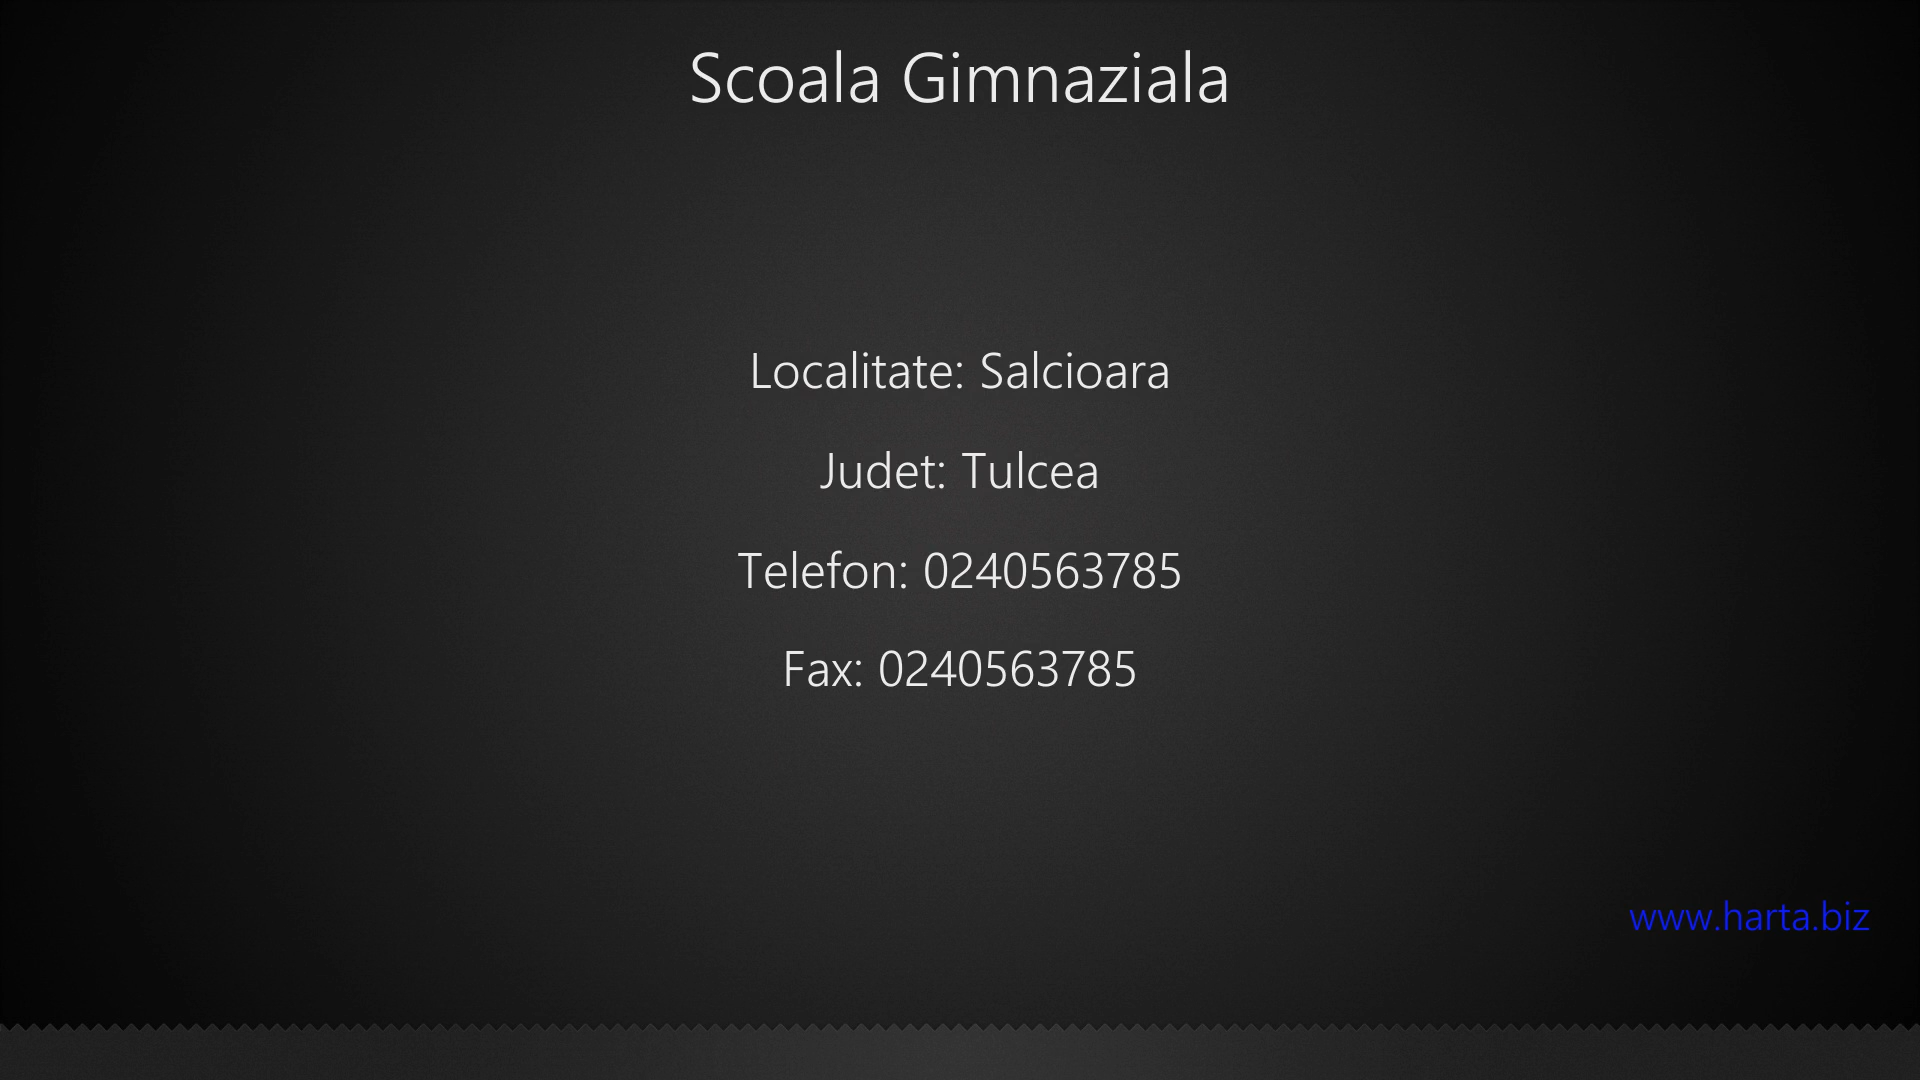 Scoala Gimnaziala
Localitate: Salcioara
Judet: Tulcea
Telefon: 0240563785
Fax: 0240563785
www.harta.biz